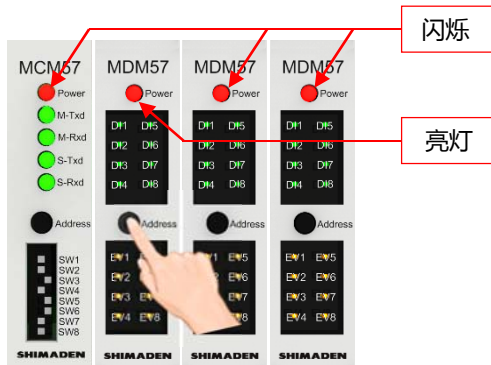 闪烁
亮灯
MCM57
Power
M-Txd
M-Rxd
S-Txd
S-Rxd
Address
SW1
SW2
SW3
SW4
SW5
SW6
SW7
SW8
SHIMADEN
MDM57
Power
DI1 DI5
DI2 DI6
DI3 DI7
DI4 DI8
Address
EV1
EV2
EV3
EV4 EV8
SHIMADEN
MDM57
Power
DI1 DI5
DI2 DI6
DI3 DI7
DI4 DI8
Address
EV1 EV5
EV6
EV7
EV8
SHIMADEN
MDM57
Power
DI1 DI5
DI2 DI6
DI3 DI7
DI4 DI8
Address
EV1 EV5
EV2 EV6
EV3 EV7
EV4 EV8
SHIMADEN